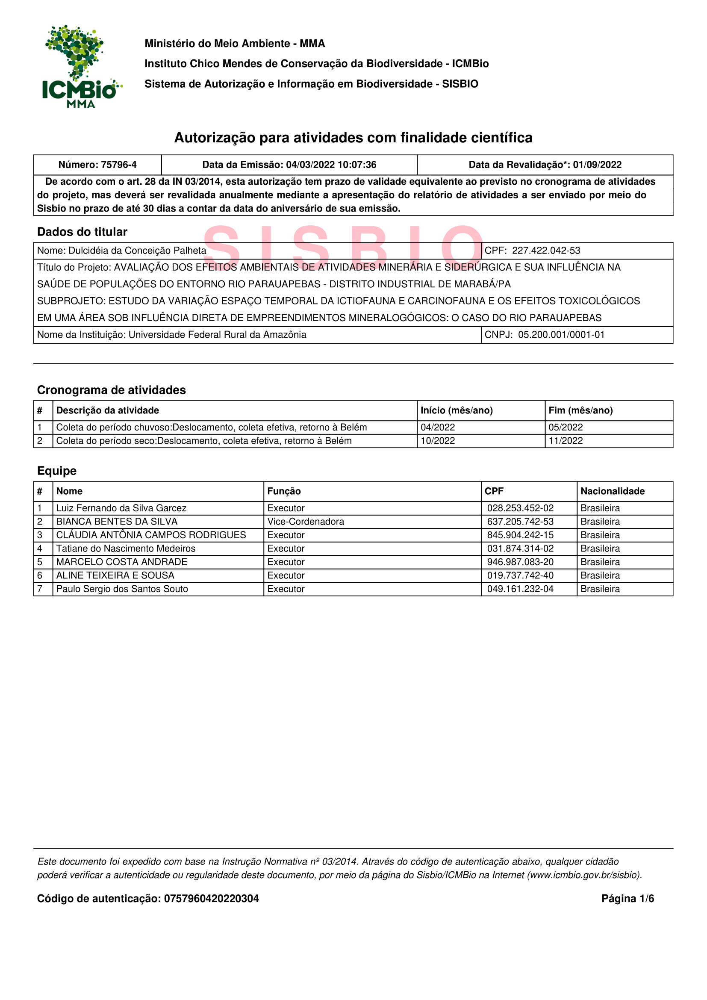 ICMBio
MMA
Ministério do Meio Ambiente - MMA
Instituto Chico Mendes de Conservação da Biodiversidade - ICMBio
Sistema de Autorização e Informação em Biodiversidade - SISBIO
Autorização para atividades com finalidade científica
Número: 75796-4 Data da Emissão: 04/03/2022 10:07:36 Data da Revalidação*: 01/09/2022
De acordo com o art. 28 da IN 03/2014, esta autorização tem prazo de validade equivalente ao previsto no cronograma de atividades
do projeto, mas deverá ser revalidada anualmente mediante a apresentação do relatório de atividades a ser enviado por meio do
Sisbio no prazo de até 30 dias a contar da data do aniversário de sua emissão.
SISBIO
Dados do titular
Nome: Dulcidéia da Conceição Palheta CPF: 227.422.042-53
Título do Projeto: AVALIAÇÃO DOS EFEITOS AMBIENTAIS DE ATIVIDADES MINERÁRIA E SIDERÚRGICA E SUA INFLUÊNCIA NA
SAÚDE DE POPULAÇÕES DO ENTORNO RIO PARAUAPEBAS - DISTRITO INDUSTRIAL DE MARABÁ/PA
SUBPROJETO: ESTUDO DA VARIAÇÃO ESPAÇO TEMPORAL DA ICTIOFAUNA E CARCINOFAUNA E OS EFEITOS TOXICOLÓGICOS
EM UMA ÁREA SOB INFLUÊNCIA DIRETA DE EMPREENDIMENTOS MINERALOGÓGICOS: O CASO DO RIO PARAUAPEBAS
Nome da Instituição: Universidade Federal Rural da Amazônia CNPJ: 05.200.001/0001-01
Cronograma de atividades
# Descrição da atividade Início (mês/ano) Fim (mês/ano)
1 Coleta do período chuvoso:Deslocamento, coleta efetiva, retorno à Belém 04/2022 05/2022
2 Coleta do período seco:Deslocamento, coleta efetiva, retorno à Belém 10/2022 11/2022
Equipe
# Nome Função CPF Nacionalidade
1 Luiz Fernando da Silva Garcez Executor 028.253.452-02 Brasileira
2 BIANCA BENTES DA SILVA Vice-Cordenadora 637.205.742-53 Brasileira
3 CLÁUDIA ANTÔNIA CAMPOS RODRIGUES Executor 845.904.242-15 Brasileira
4 Tatiane do Nascimento Medeiros Executor 031.874.314-02 Brasileira
5 MARCELO COSTA ANDRADE Executor 946.987.083-20 Brasileira
6 ALINE TEIXEIRA E SOUSA Executor 019.737.742-40 Brasileira
7 Paulo Sergio dos Santos Souto Executor 049.161.232-04 Brasileira
Este documento foi expedido com base na Instrução Normativa nº 03/2014. Através do código de autenticação abaixo, qualquer cidadão
poderá verificar a autenticidade ou regularidade deste documento, por meio da página do Sisbio/ICMBio na Internet (www.icmbio.gov.br/sisbio).
Código de autenticação: 0757960420220304 Página 1/6